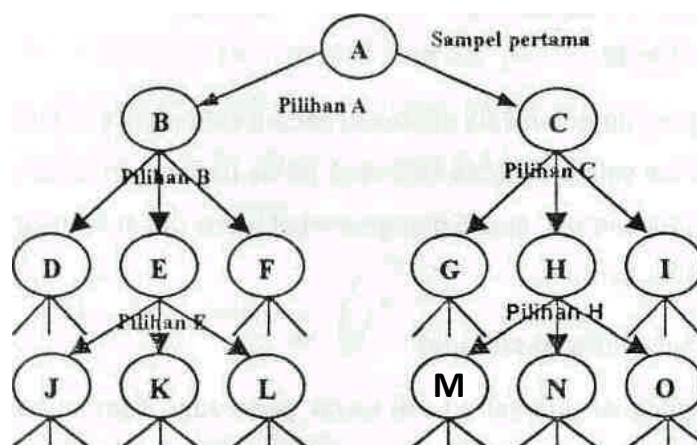 Sampel pertama
A
Pilihan A
B
C
Pilihan B
Pilihan C
D
E
F
G
H
I
Pilihan E
Pilihan H
J
K
L
M
N
O